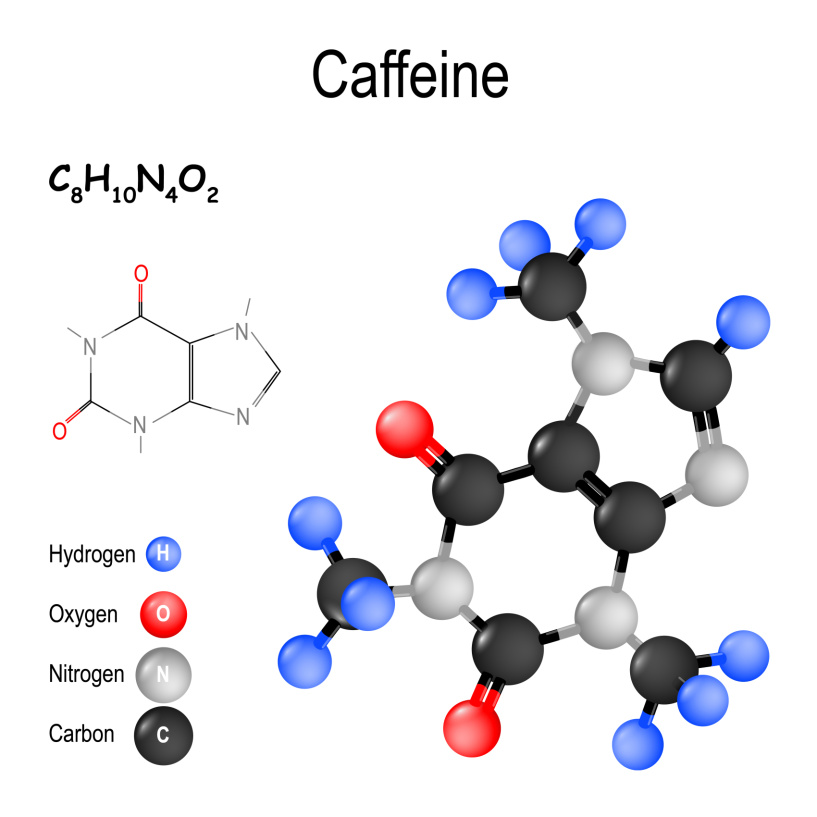 Caffeine
C₈H₁₀N₄O₂
O
N
N
O
N
N
Hydrogen H
Oxygen O
Nitrogen N
Carbon C